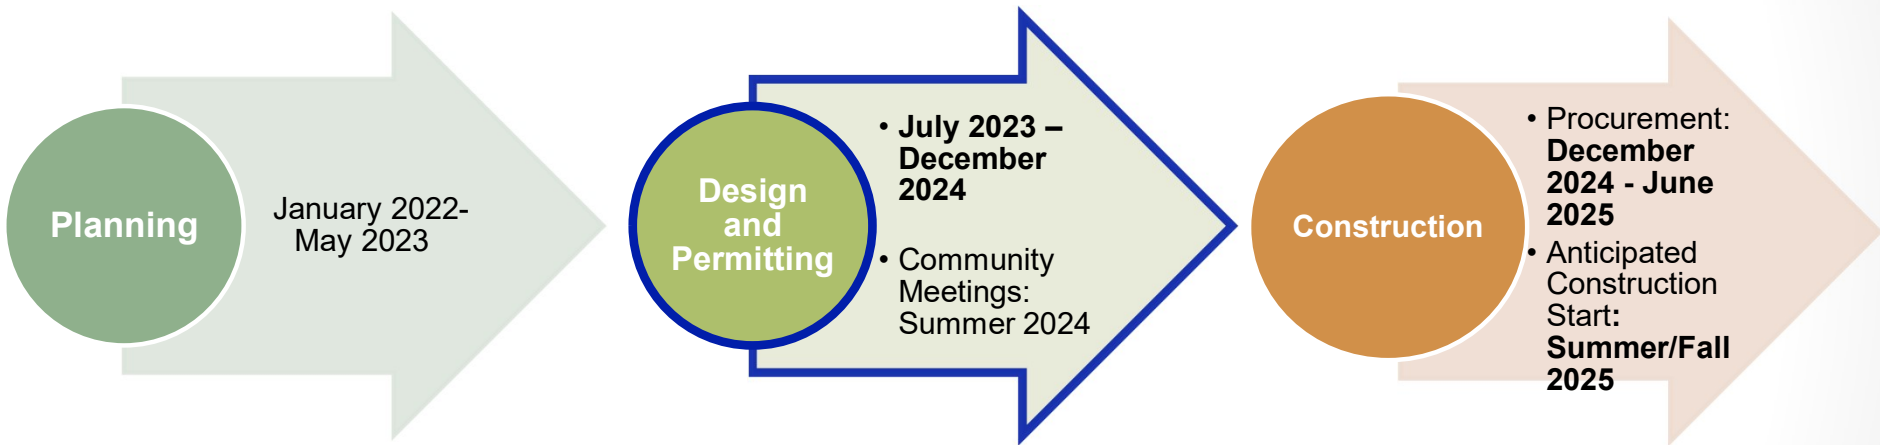 Planning
January 2022-
May 2023
Design
and
Permitting
• July 2023 –
December
2024
• Community
Meetings:
Summer 2024
Construction
• Procurement:
December
2024 - June
2025
• Anticipated
Construction
Start:
Summer/Fall
2025